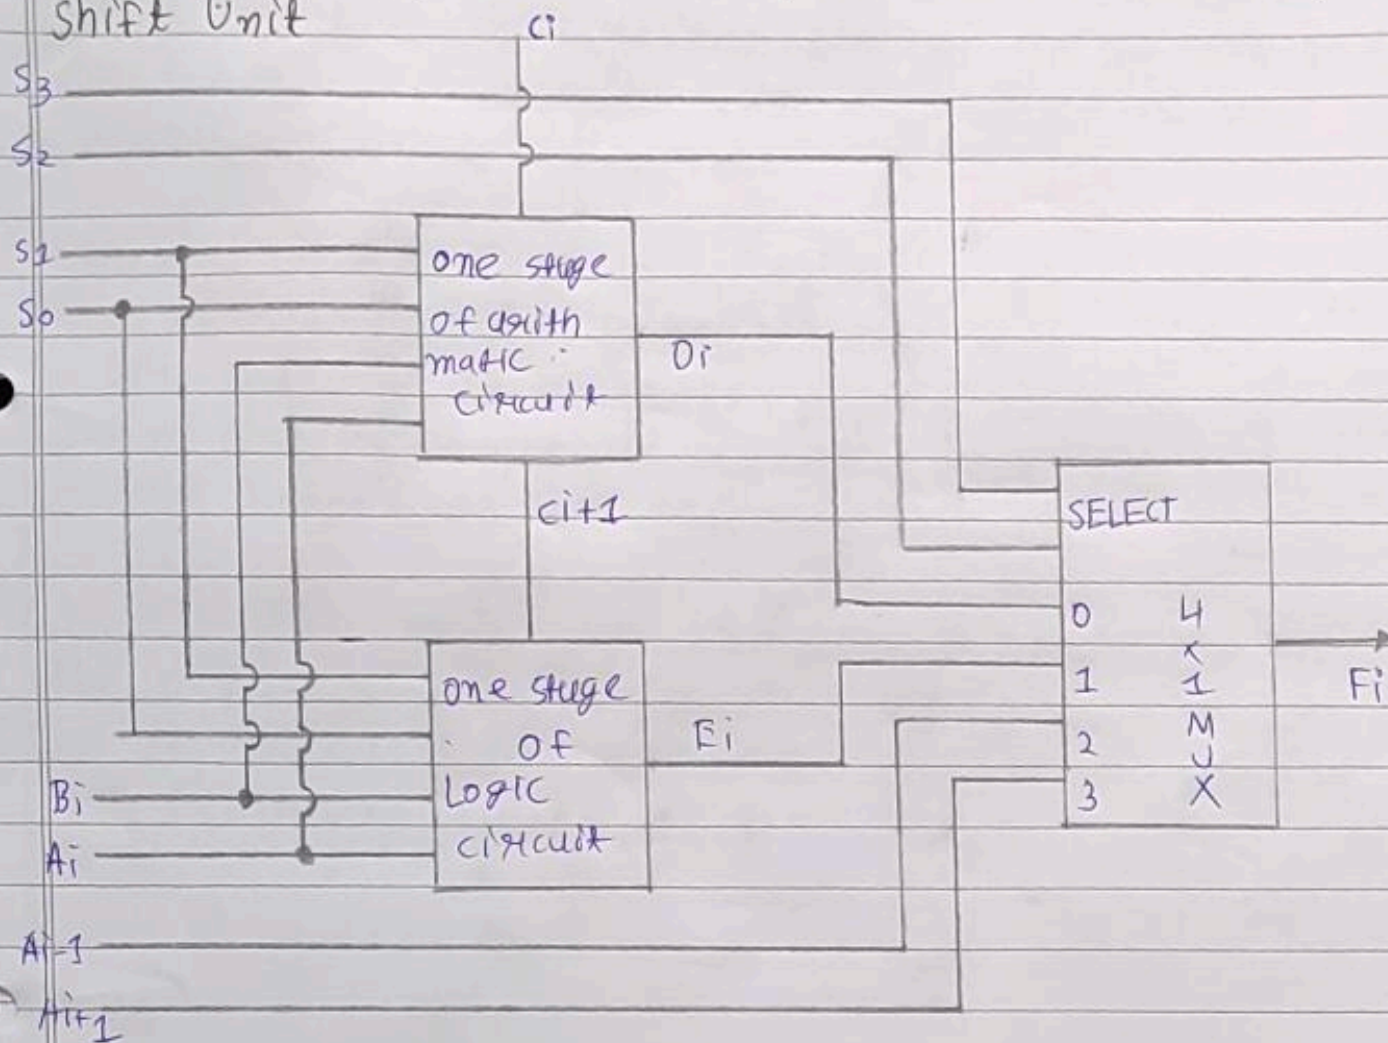 Shift Unit
Ci
S3
S2
S1
S0
one stage
of arith
matic
circuit
Di
Ci+1
SELECT
0
1
2
3
4
x
1
M
U
X
Fi
one stage
of
Logic
circuit
Ei
Bi
Ai
Ai-1
Ai+1